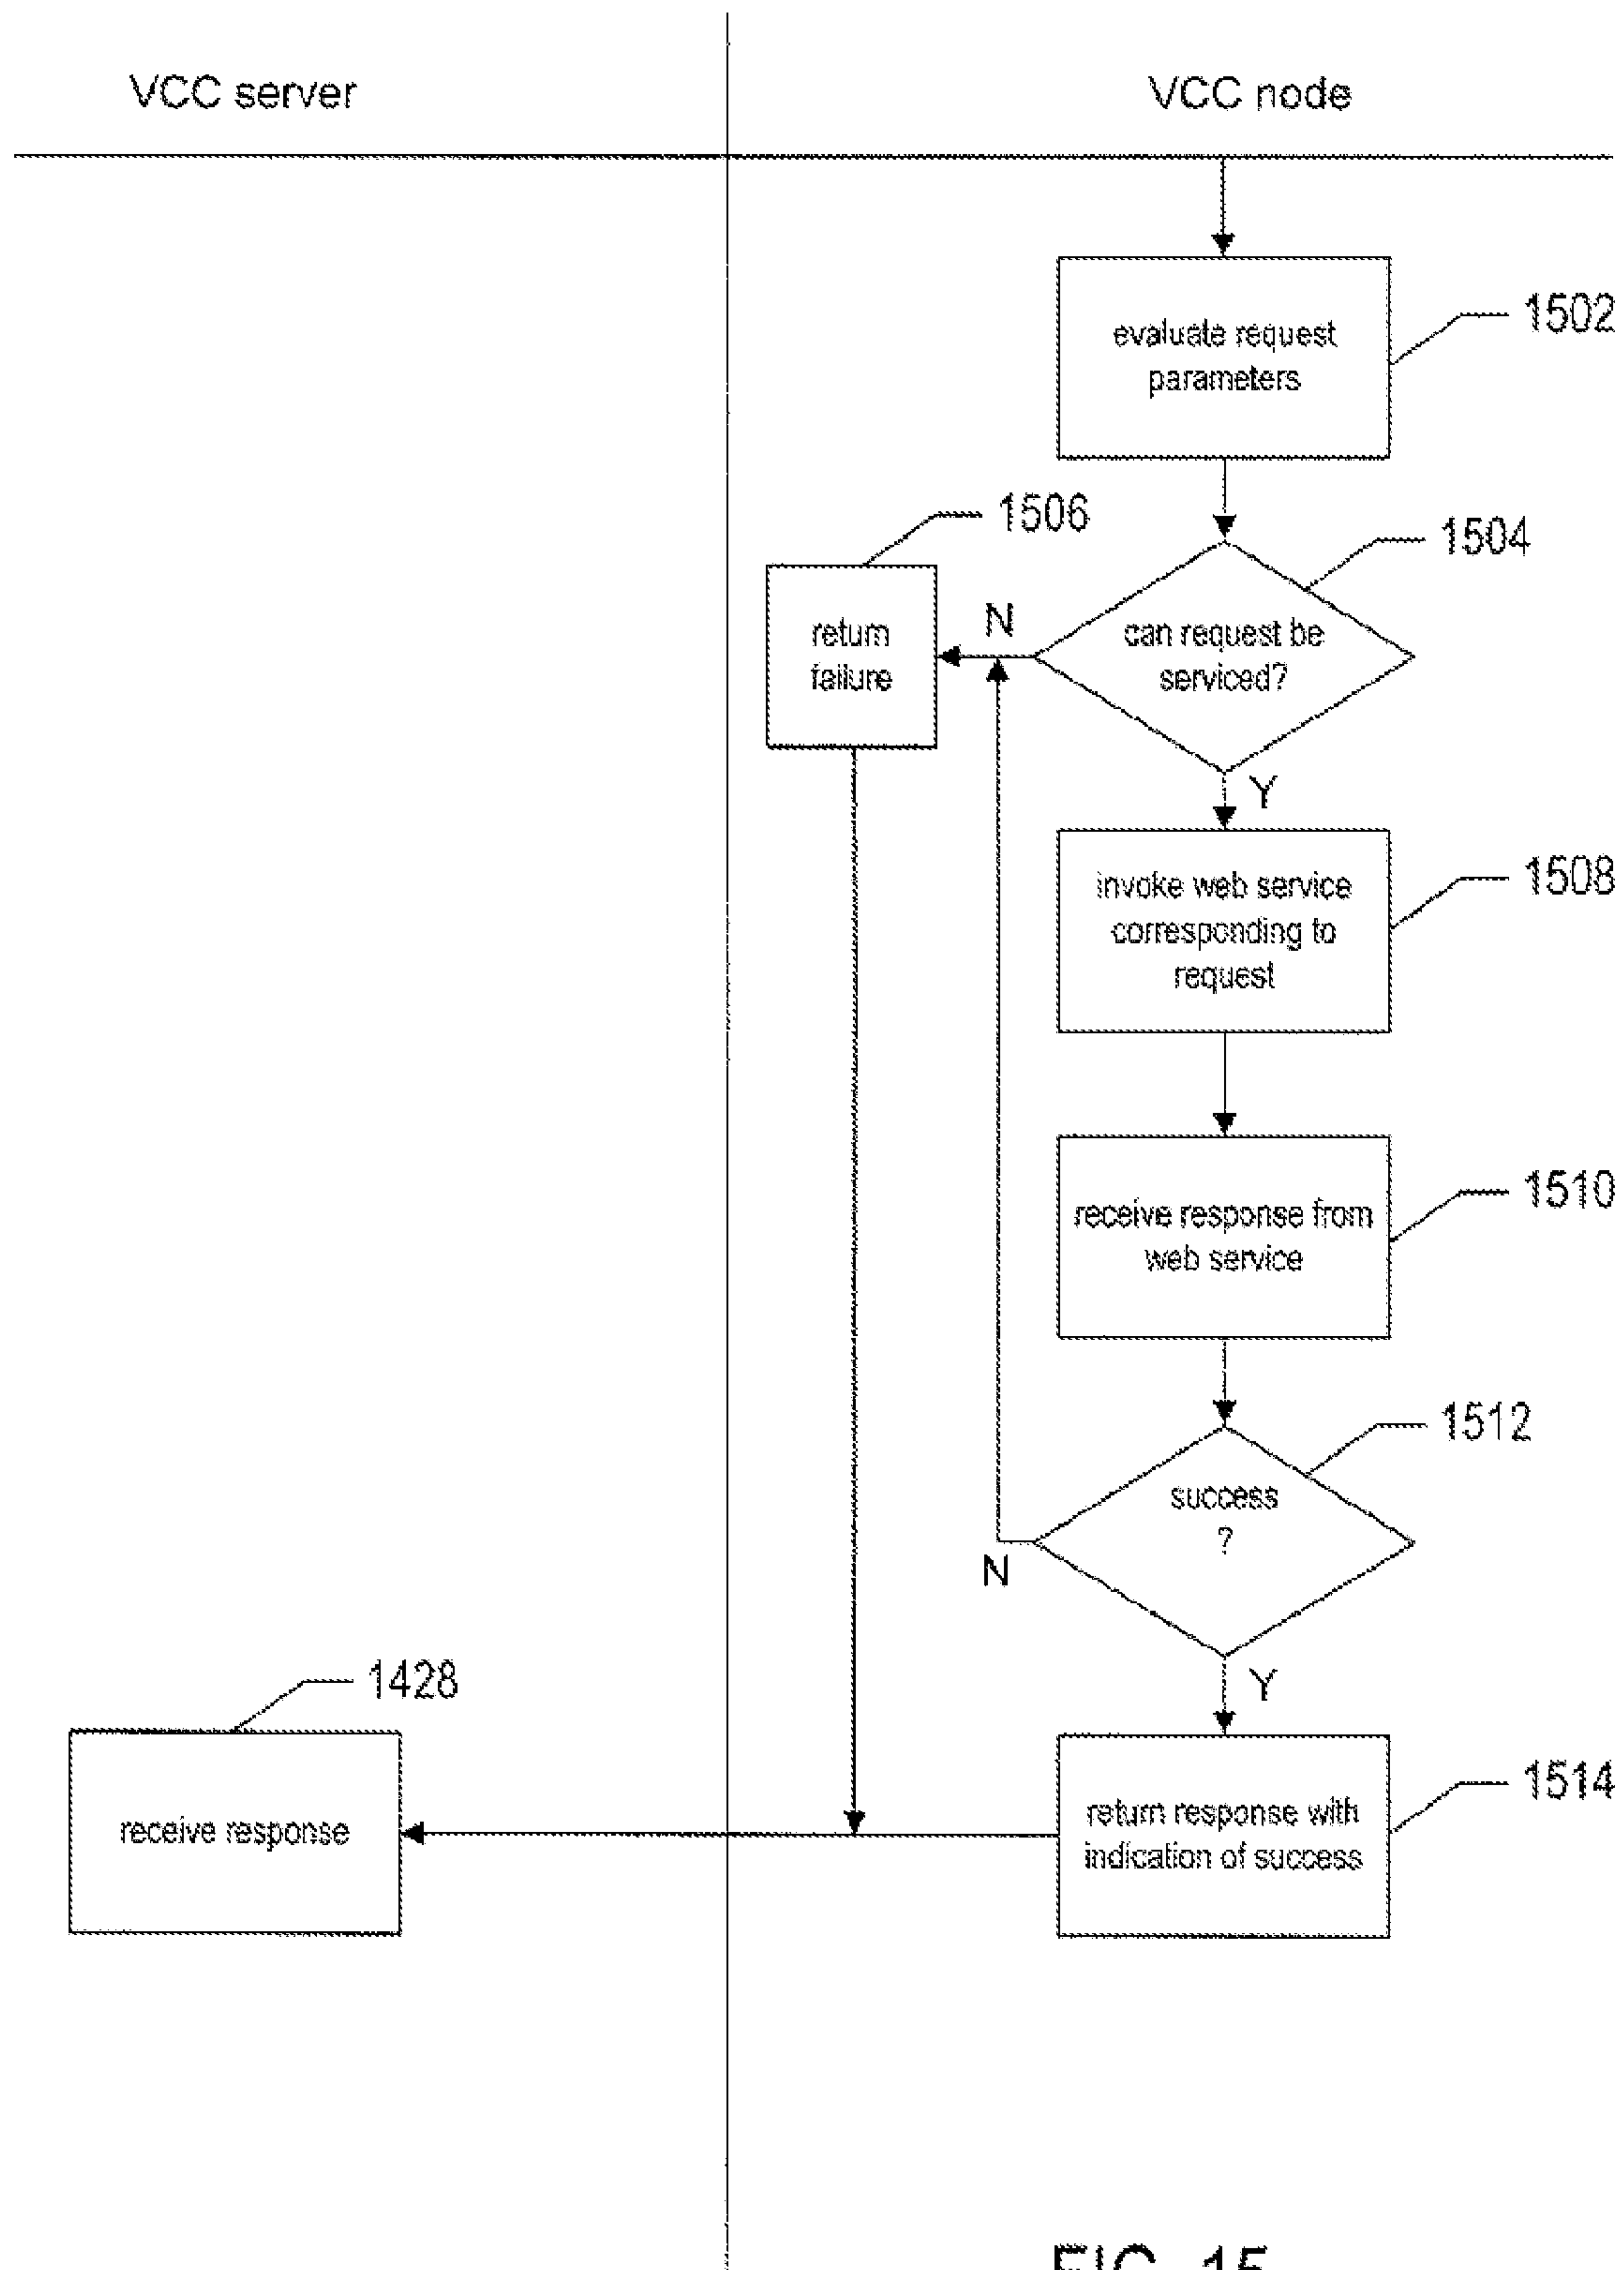 VCC server
VCC node
evaluate request
parameters
1502
1506
1504
return
failure
N
can request be
serviced?
Y
invoke web service
corresponding to
request
1508
receive response from
web service
1510
1512
success
?
N
Y
1428
receive response
return response with
indication of success
1514
FIG. 15